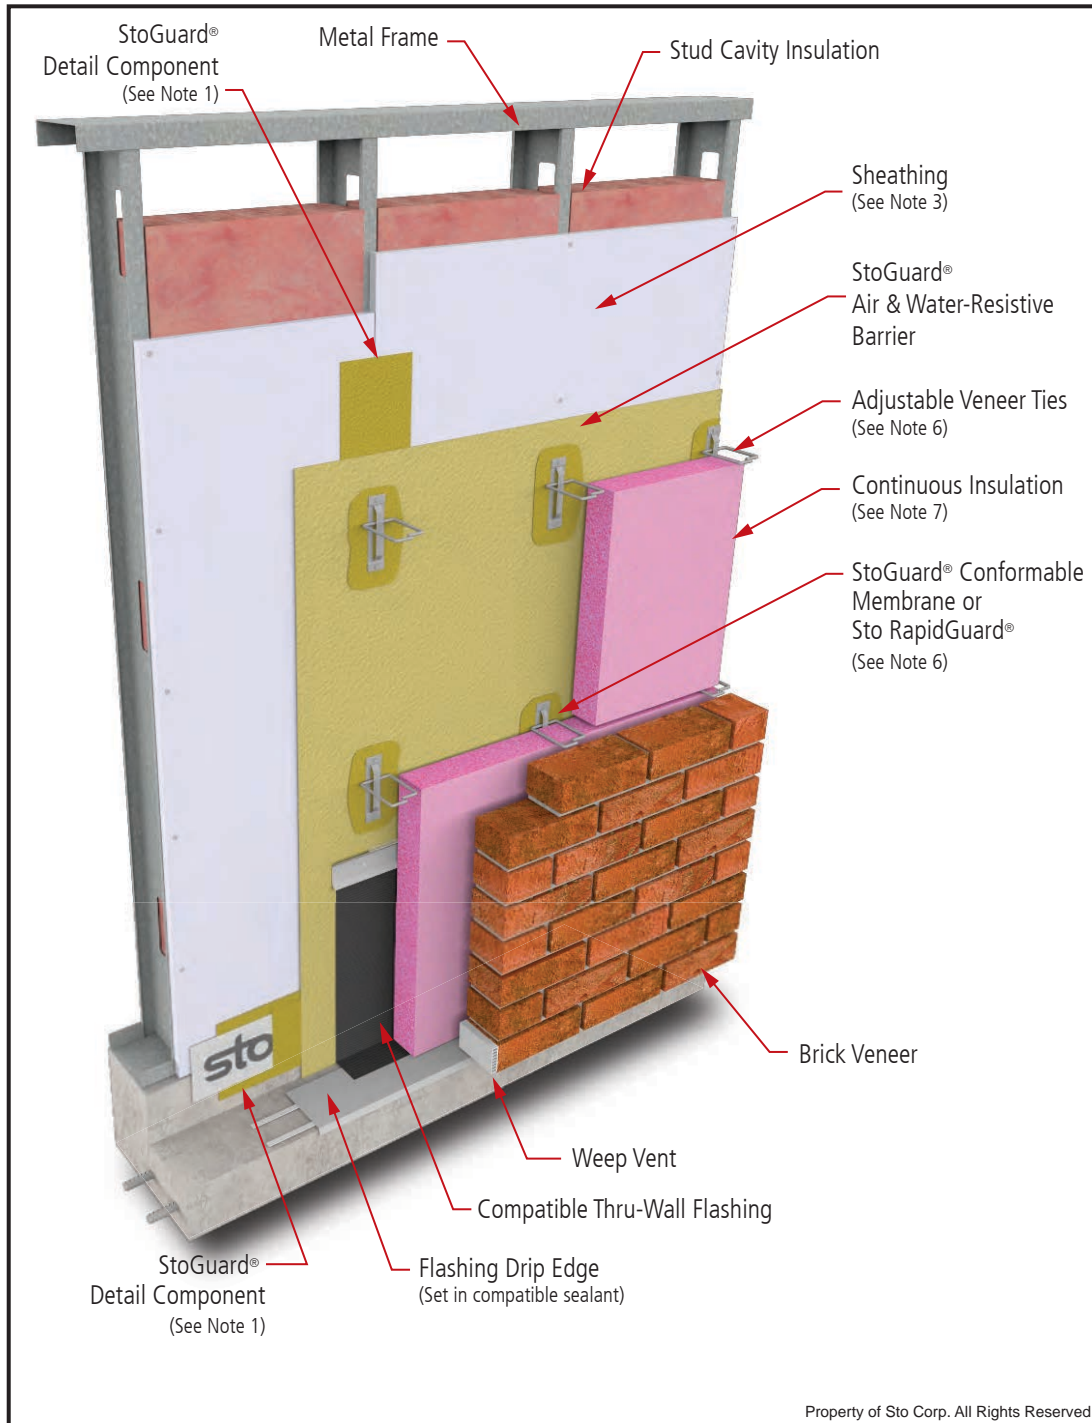 StoGuard®
Detail Component
(See Note 1)
Metal Frame
Stud Cavity Insulation
Sheathing
(See Note 3)
StoGuard®
Air & Water-Resistive
Barrier
Adjustable Veneer Ties
(See Note 6)
Continuous Insulation
(See Note 7)
StoGuard® Conformable
Membrane or
Sto RapidGuard®
(See Note 6)
sto
Brick Veneer
Weep Vent
Compatible Thru-Wall Flashing
StoGuard®
Detail Component
(See Note 1)
Flashing Drip Edge
(Set in compatible sealant)
Property of Sto Corp. All Rights Reserved